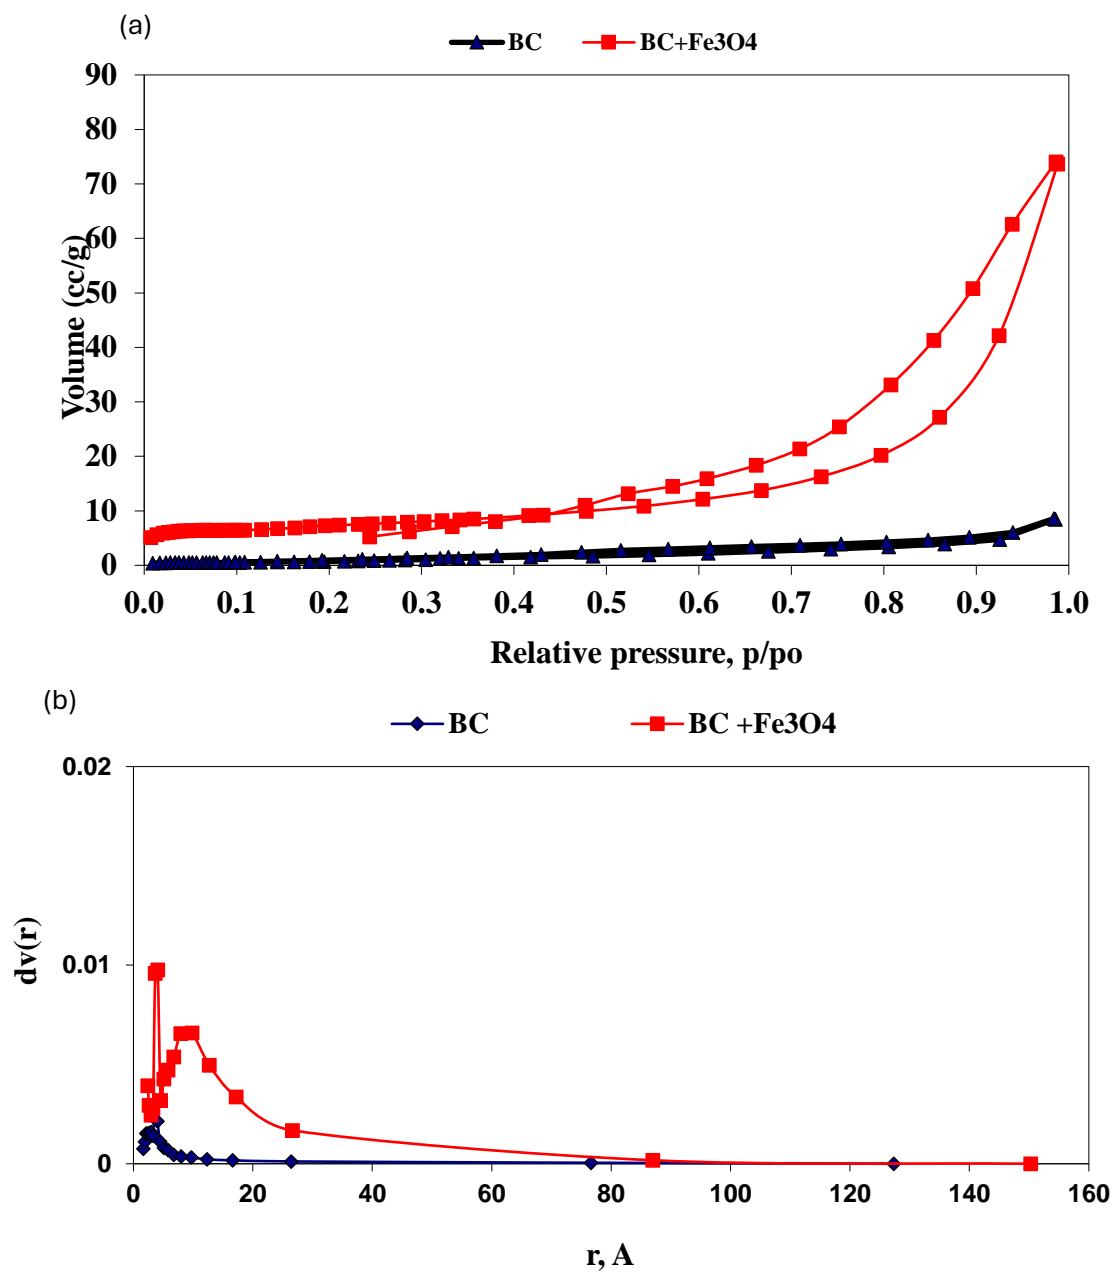 (a)
BC
BC+Fe3O4
90
80
70
60
50
40
30
20
10
0
Volume (cc/g)
0.0 0.1 0.2 0.3 0.4 0.5 0.6 0.7 0.8 0.9 1.0
Relative pressure, p/po
(b)
BC
BC +Fe3O4
0.02
0.01
0
dv(r)
0 20 40 60 80 100 120 140 160
r, A